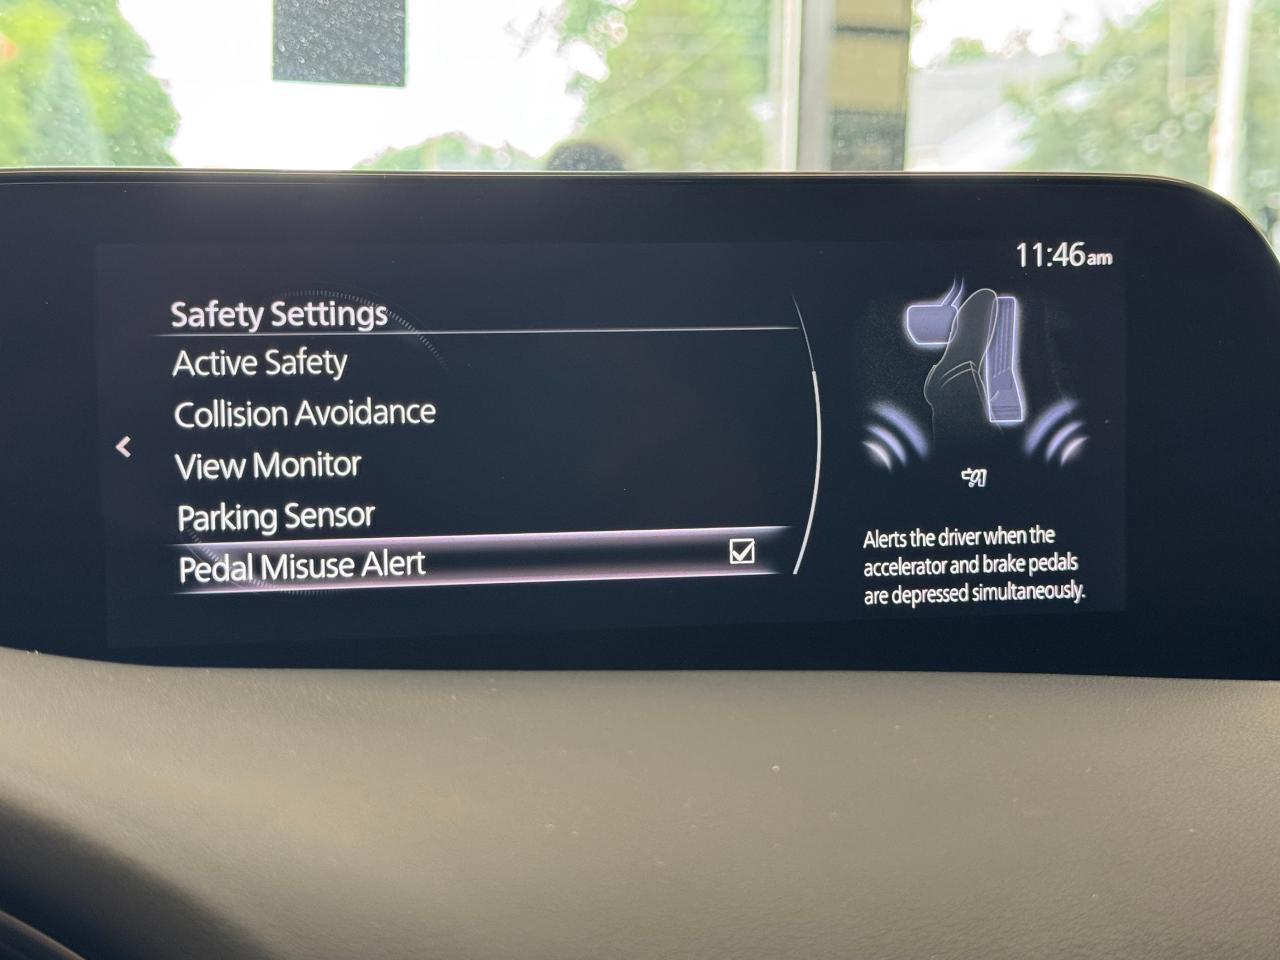 11:46am
Safety Settings
Active Safety
Collision Avoidance
View Monitor
Parking Sensor
Pedal Misuse Alert
Alerts the driver when the
accelerator and brake pedals
are depressed simultaneously.